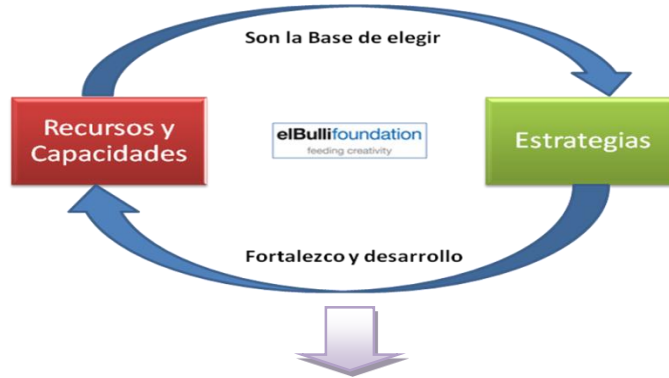 Son la Base de elegir
Recursos y
Capacidades
elBullifoundation
feeding creativity
Estrategias
Fortalezco y desarrollo